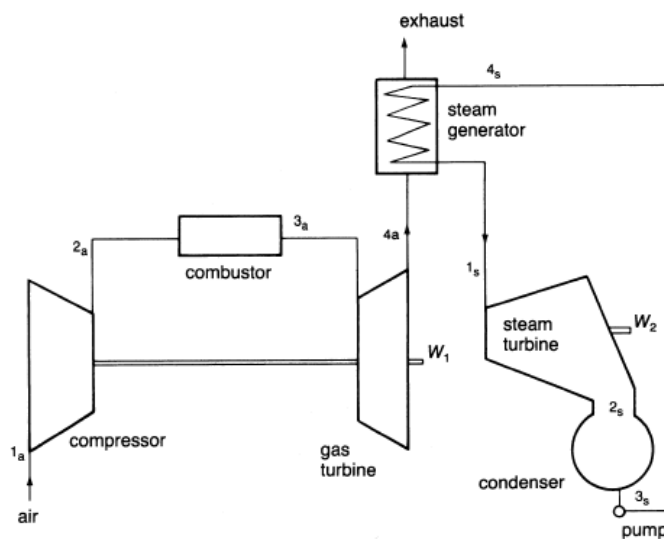 exhaust
4s
steam
generator
3a
2a
4a
combustor
1s
steam
turbine
W2
W1
2s
compressor
gas
turbine
1a
condenser
3s
air
pump